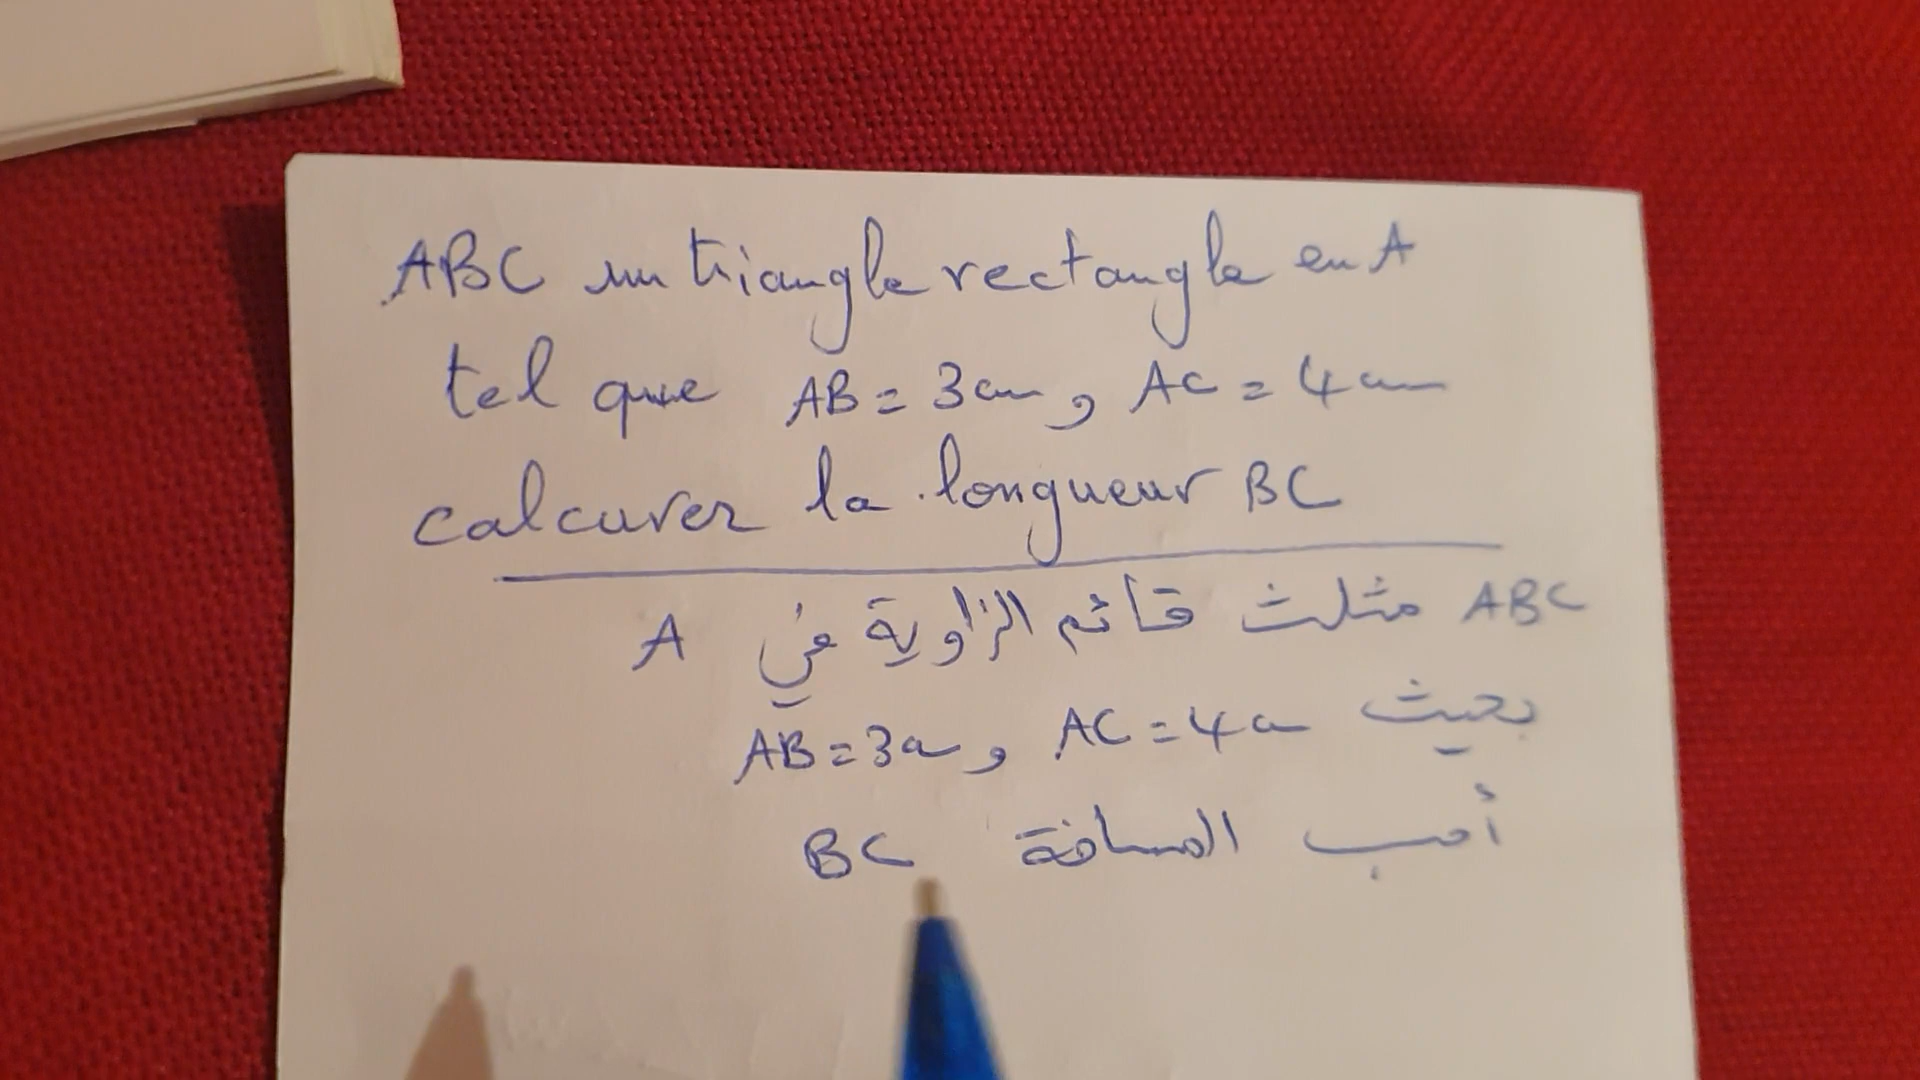 ABC un triangle rectangle en A
tel que AB = 3cm , AC = 4cm
calcurer la longueur BC
ABC مثلث قائم الزاوية في A
بحيث AB = 3cm , AC = 4cm
أحسب المسافة BC